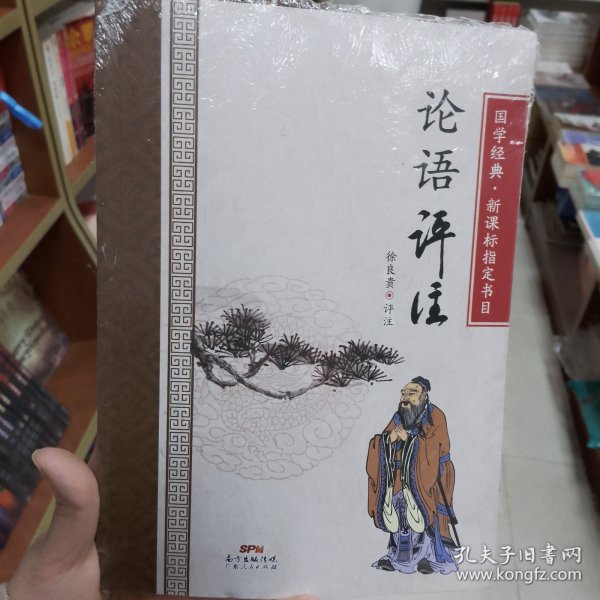 论语评注
国学经典·新课标指定书目
徐良贵 评注
SPM
南方出版传媒
广东人民出版社
孔夫子旧书网
www.kongfz.com